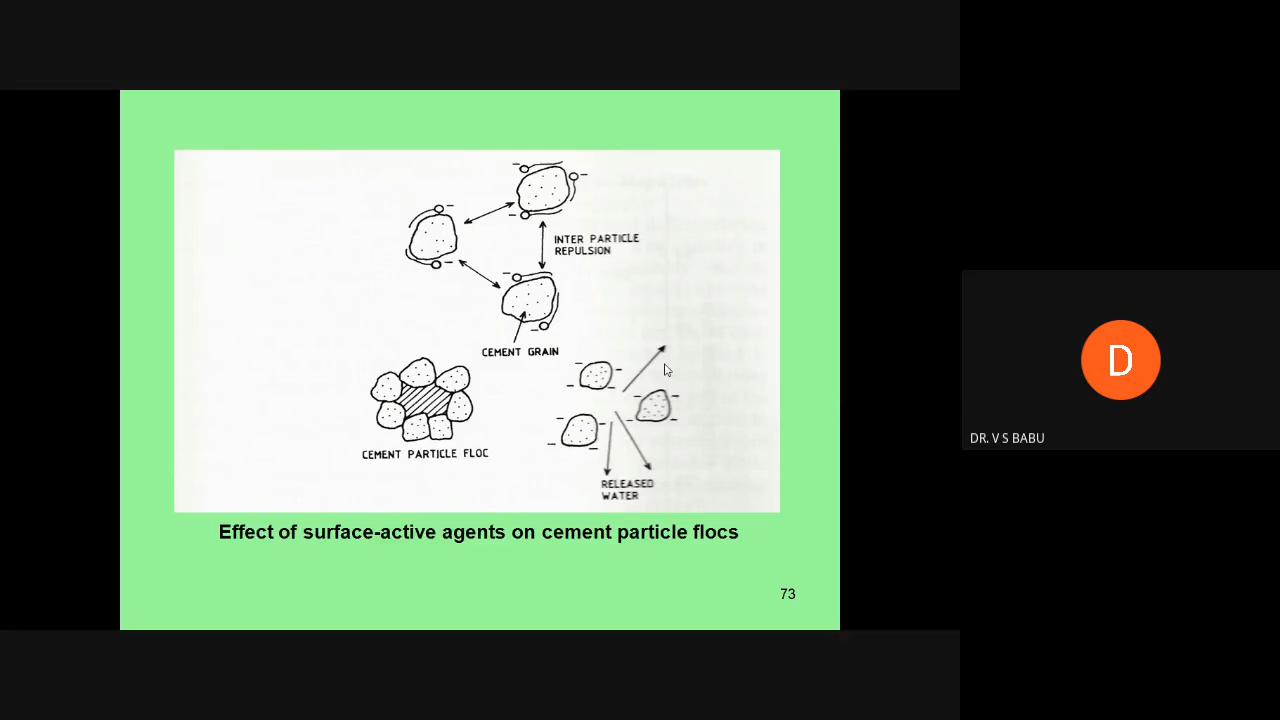 INTER PARTICLE
REPULSION
CEMENT GRAIN
CEMENT PARTICLE FLOC
RELEASED
WATER
Effect of surface-active agents on cement particle flocs
73
D
DR. V S BABU